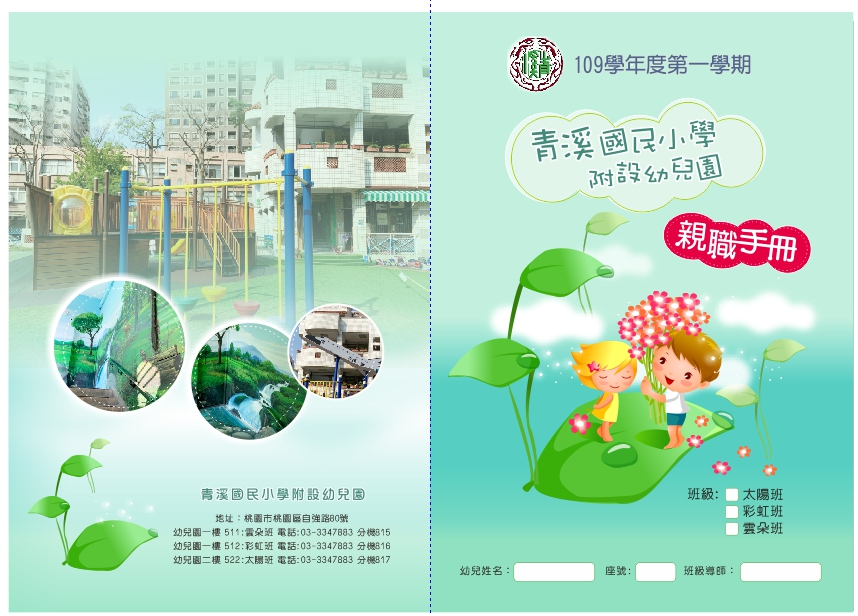 109學年度第一學期
青溪國民小學
附設幼兒園
親職手冊
班級:
太陽班
彩虹班
雲朵班
幼兒姓名: 座號: 班級導師:
青溪國民小學附設幼兒園
地址:桃園市桃園區自強路80號
幼兒園一樓 511:雲朵班 電話:03-3347883 分機815
幼兒園一樓 512:彩虹班 電話:03-3347883 分機816
幼兒園二樓 522:太陽班 電話:03-3347883 分機817